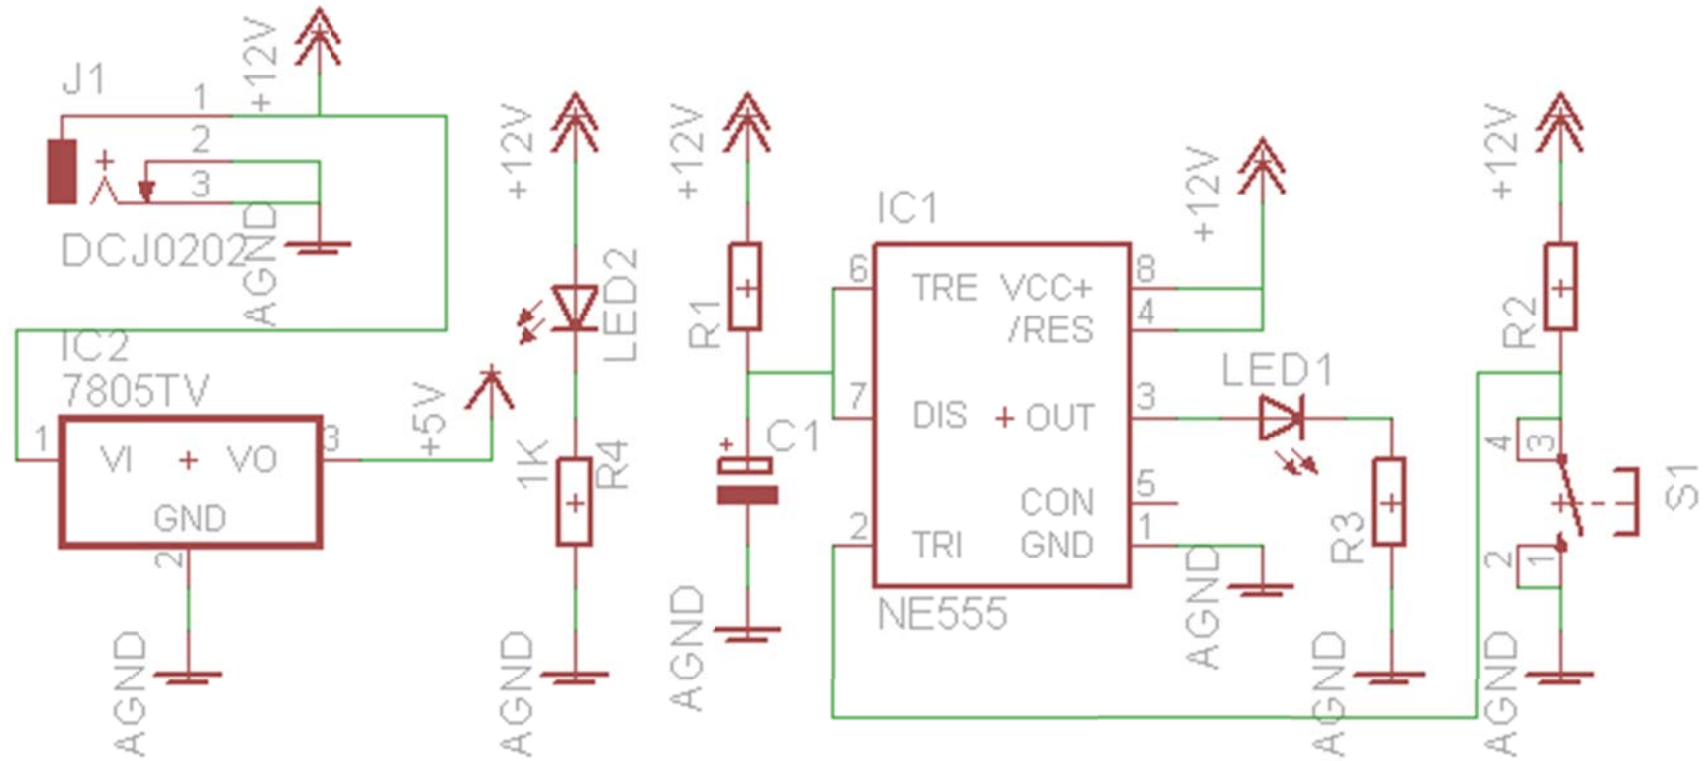 J1
1
2
3
+
DCJ0202
+12V
AGND
IC2
7805TV
1
VI
+
VO
3
GND
2
AGND
+5V
+12V
LED2
1K
R4
+
AGND
+12V
R1
+
+
C1
AGND
IC1
6
TRE
VCC+
8
/RES
4
7
DIS
+
OUT
3
CON
5
2
TRI
GND
1
NE555
+12V
AGND
LED1
R3
+
AGND
+12V
R2
+
4
3
+
S1
2
1
AGND